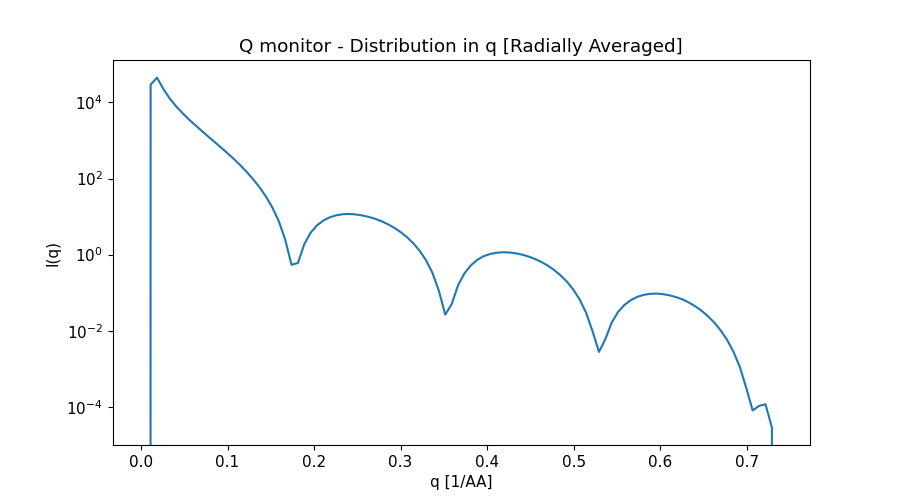 Q monitor - Distribution in q [Radially Averaged]
I(q)
10⁴
10²
10⁰
10⁻²
10⁻⁴
0.0 0.1 0.2 0.3 0.4 0.5 0.6 0.7
q [1/AA]